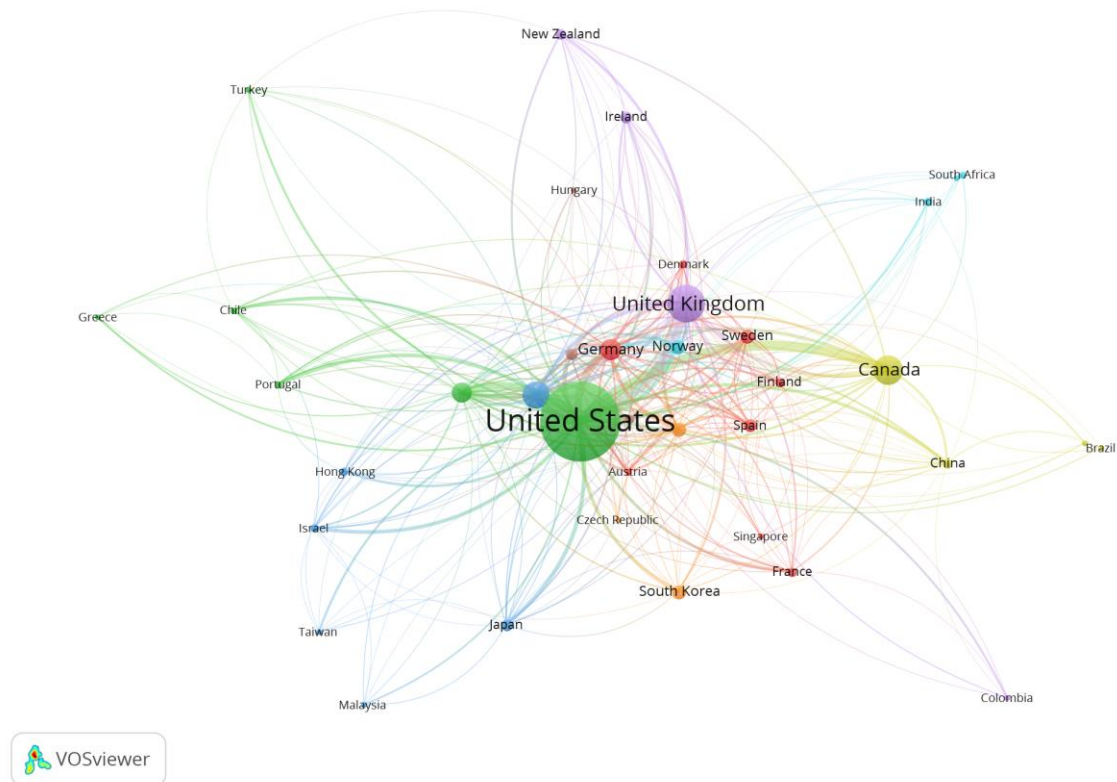 New Zealand
Turkey
Ireland
South Africa
Hungary
India
Denmark
United Kingdom
Chile
Greece
Sweden
Norway
Germany
Canada
Finland
Portugal
United States
Spain
Brazil
China
Hong Kong
Austria
Czech Republic
Israel
Singapore
France
South Korea
Japan
Taiwan
Colombia
Malaysia
VOSviewer